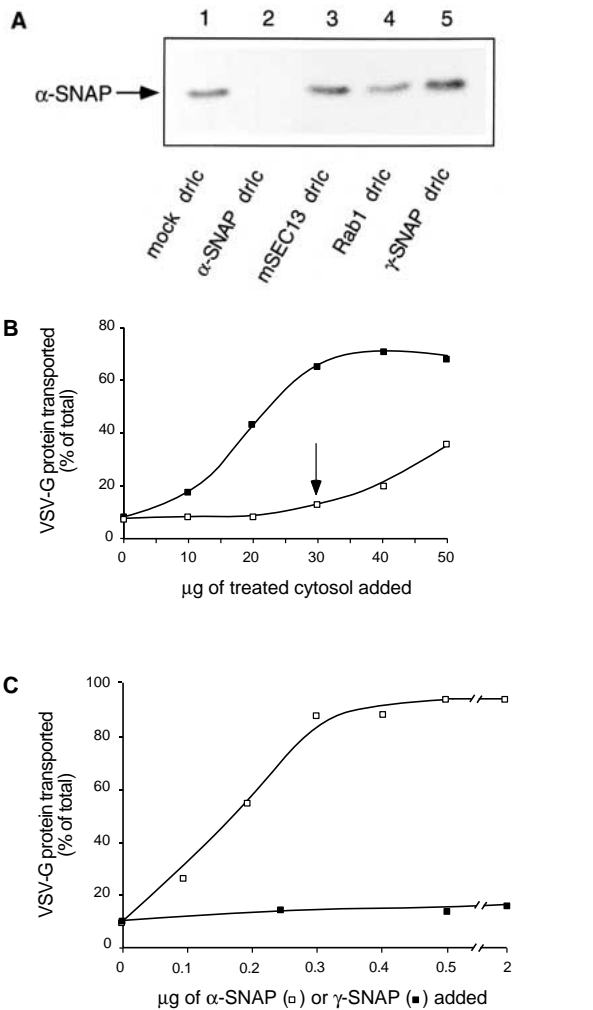 A
1 2 3 4 5
α-SNAP
mock drlc
α-SNAP drlc
mSEC13 drlc
Rab1 drlc
γ-SNAP drlc
B
VSV-G protein transported
(% of total)
80
60
40
20
0
0 10 20 30 40 50
μg of treated cytosol added
C
VSV-G protein transported
(% of total)
100
80
60
40
20
0
0 0.1 0.2 0.3 0.4 0.5 2
μg of α-SNAP (□) or γ-SNAP (■) added